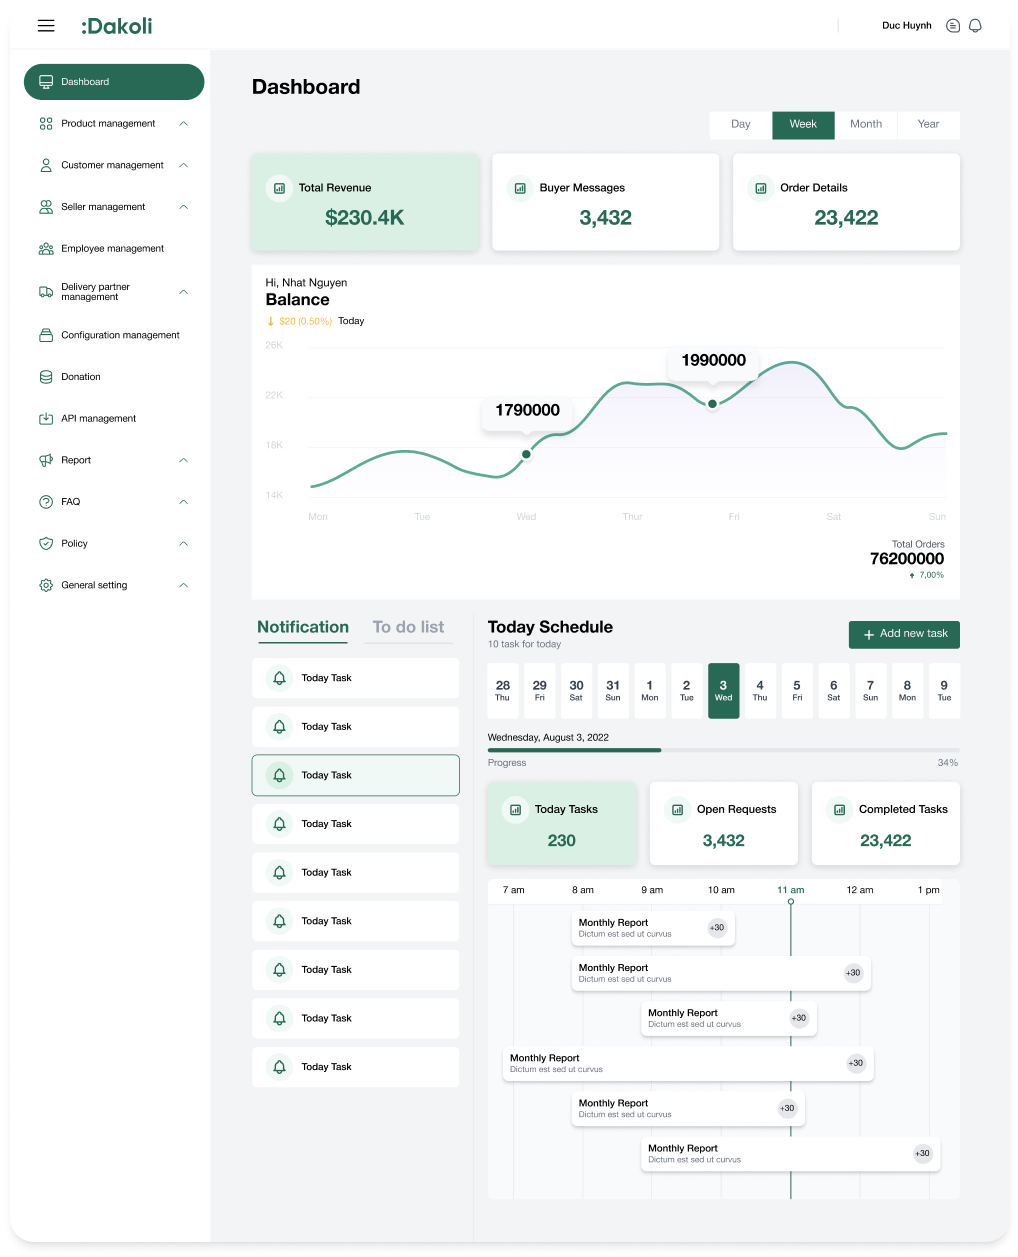 :Dakoli
Duc Huynh
Dashboard
Product management
Customer management
Seller management
Employee management
Delivery partner
management
Configuration management
Donation
API management
Report
FAQ
Policy
General setting
Dashboard
Day Week Month Year
Total Revenue
$230.4K
Buyer Messages
3,432
Order Details
23,422
Hi, Nhat Nguyen
Balance
$20 (0.50%) Today
26K
22K
18K
14K
1790000
1990000
Mon Tue Wed Thur Fri Sat Sun
Total Orders
76200000
7,00%
Notification To do list
Today Task
Today Task
Today Task
Today Task
Today Task
Today Task
Today Task
Today Task
Today Task
Today Schedule
10 task for today
+ Add new task
28 29 30 31 1 2 3 4 5 6 7 8 9
Thu Fri Sat Sun Mon Tue Wed Thu Fri Sat Sun Mon Tue
Wednesday, August 3, 2022
Progress 34%
Today Tasks
230
Open Requests
3,432
Completed Tasks
23,422
7 am 8 am 9 am 10 am 11 am 12 am 1 pm
Monthly Report
Dictum est sed ut curvus
+30
Monthly Report
Dictum est sed ut curvus
+30
Monthly Report
Dictum est sed ut curvus
+30
Monthly Report
Dictum est sed ut curvus
+30
Monthly Report
Dictum est sed ut curvus
+30
Monthly Report
Dictum est sed ut curvus
+30